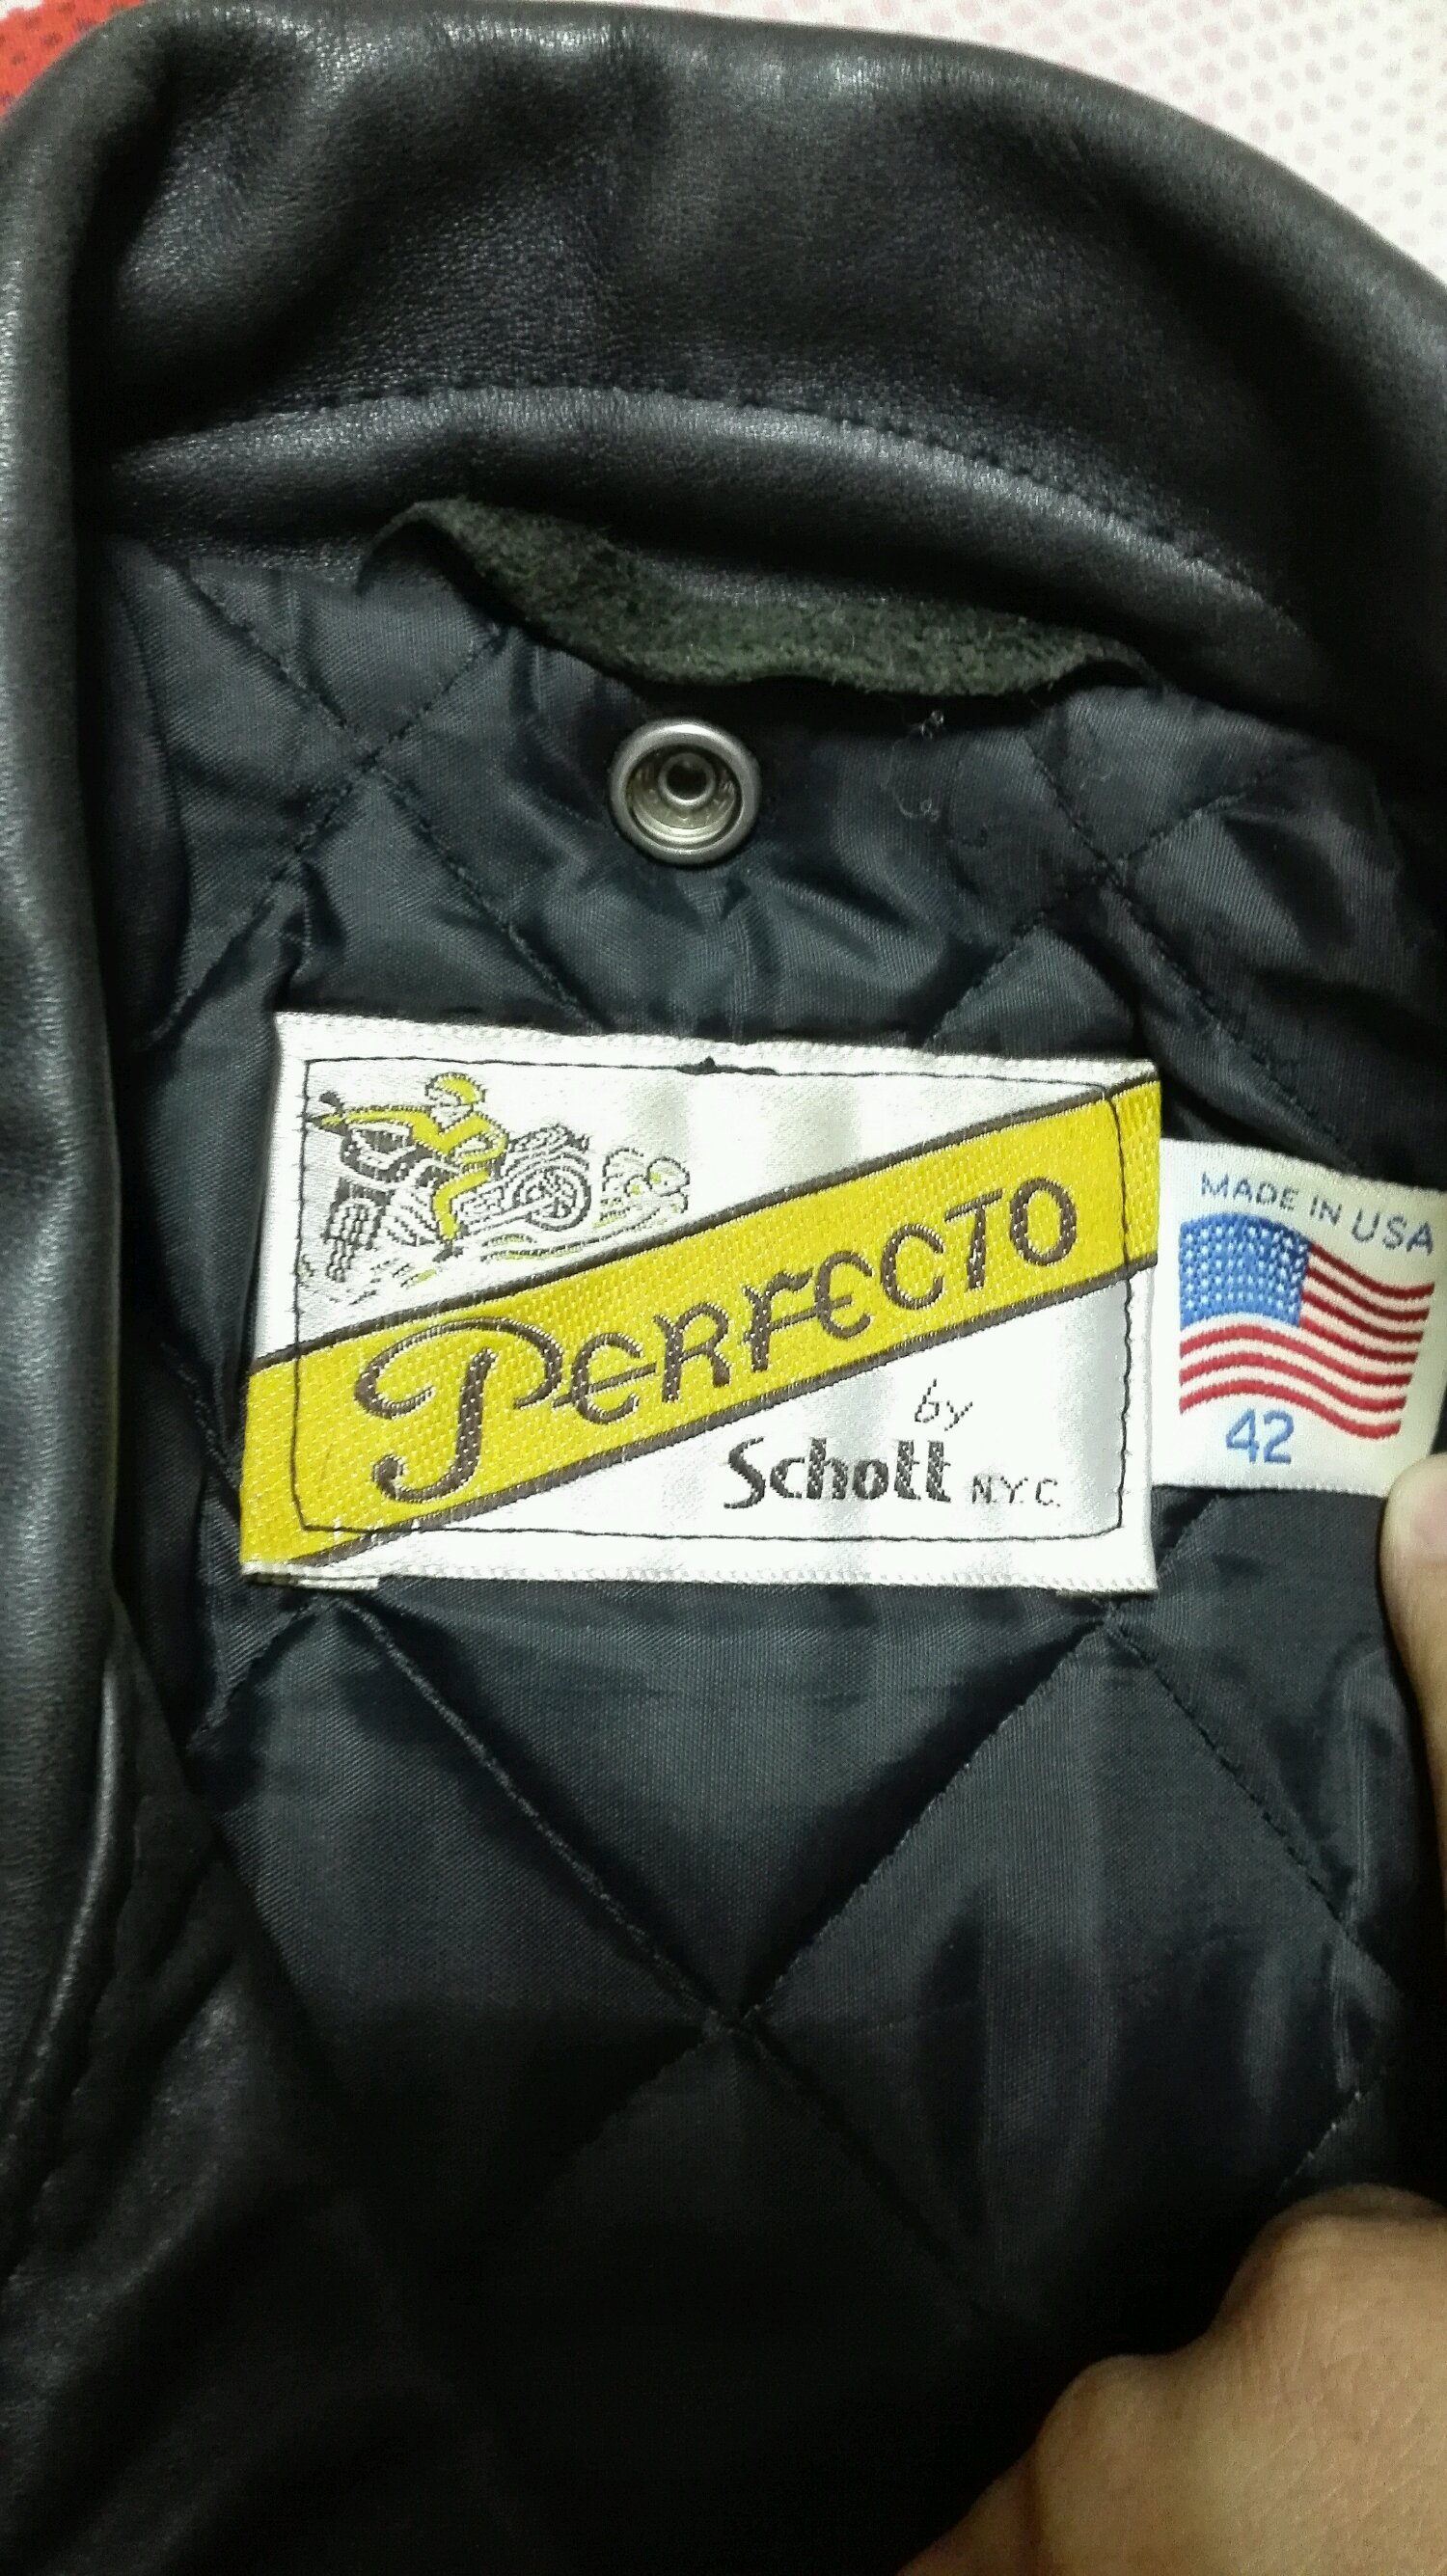 PERFECTO
by
Schott N.Y.C.
MADE IN USA
42